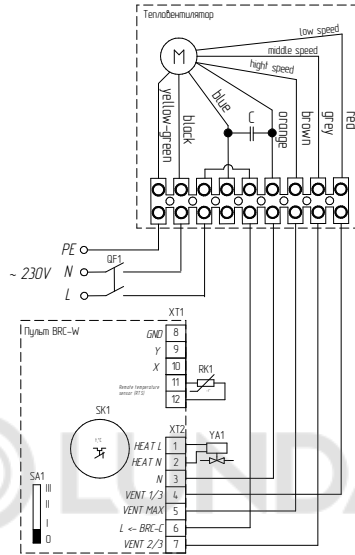 Тепловентилятор
low speed
middle speed
hight speed
M
yellow-green
black
blue
C
orange
brown
grey
red
PE
~ 230V
N
QF1
L
XT1
Пульт BRC-W
GND 8
Y 9
X 10
Remote temperature sensor (RTS)
11
12
RK1
SK1
t°C
XT2
HEAT L 1
HEAT N 2
YA1
N 3
VENT 1/3 4
VENT MAX 5
L <- BRC-C 6
VENT 2/3 7
SA1
III
II
I
0
LUNDA